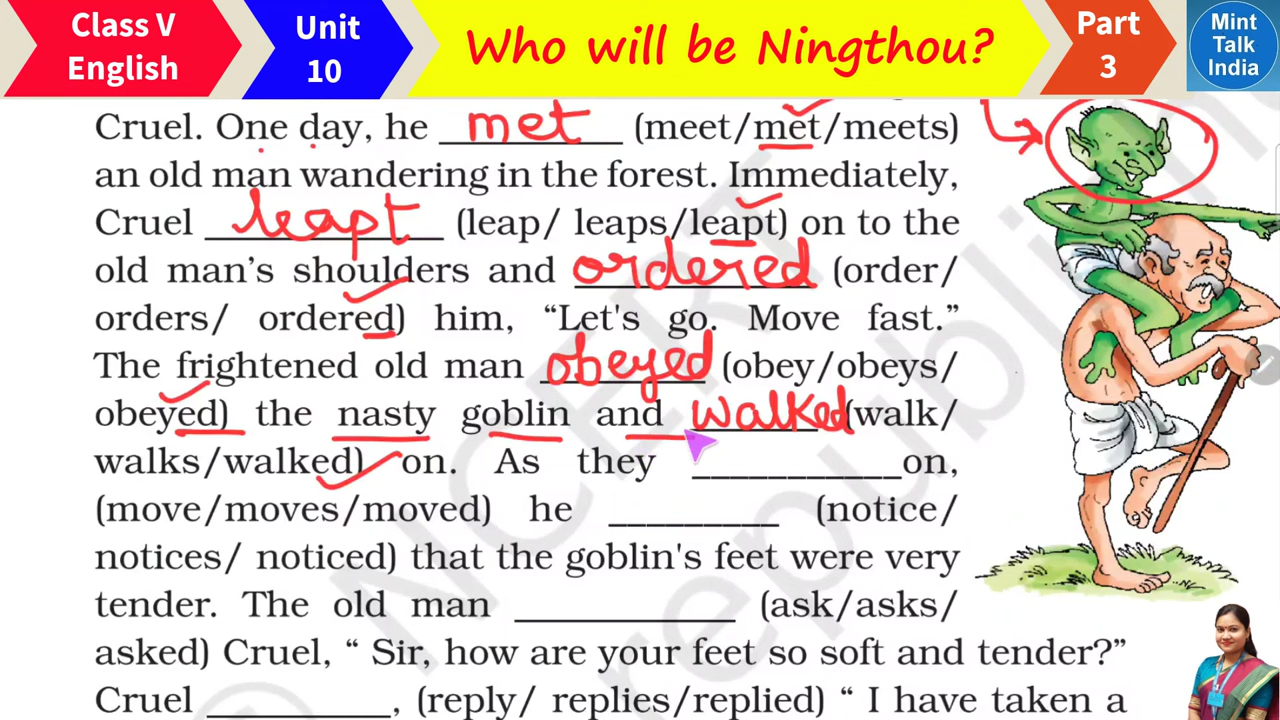 Class V
English
Unit
10
Who will be Ningthou?
Part
3
Mint
Talk
India
Cruel. One day, he met (meet/met/meets)
an old man wandering in the forest. Immediately,
Cruel leapt (leap/ leaps/leapt) on to the
old man's shoulders and ordered (order/
orders/ ordered) him, “Let's go. Move fast.”
The frightened old man obeyed (obey/obeys/
obeyed) the nasty goblin and walked (walk/
walks/walked) on. As they ___________on,
(move/moves/moved) he _________ (notice/
notices/ noticed) that the goblin's feet were very
tender. The old man ____________ (ask/asks/
asked) Cruel, “ Sir, how are your feet so soft and tender?”
Cruel __________, (reply/ replies/replied) “ I have taken a
NCERT
republi